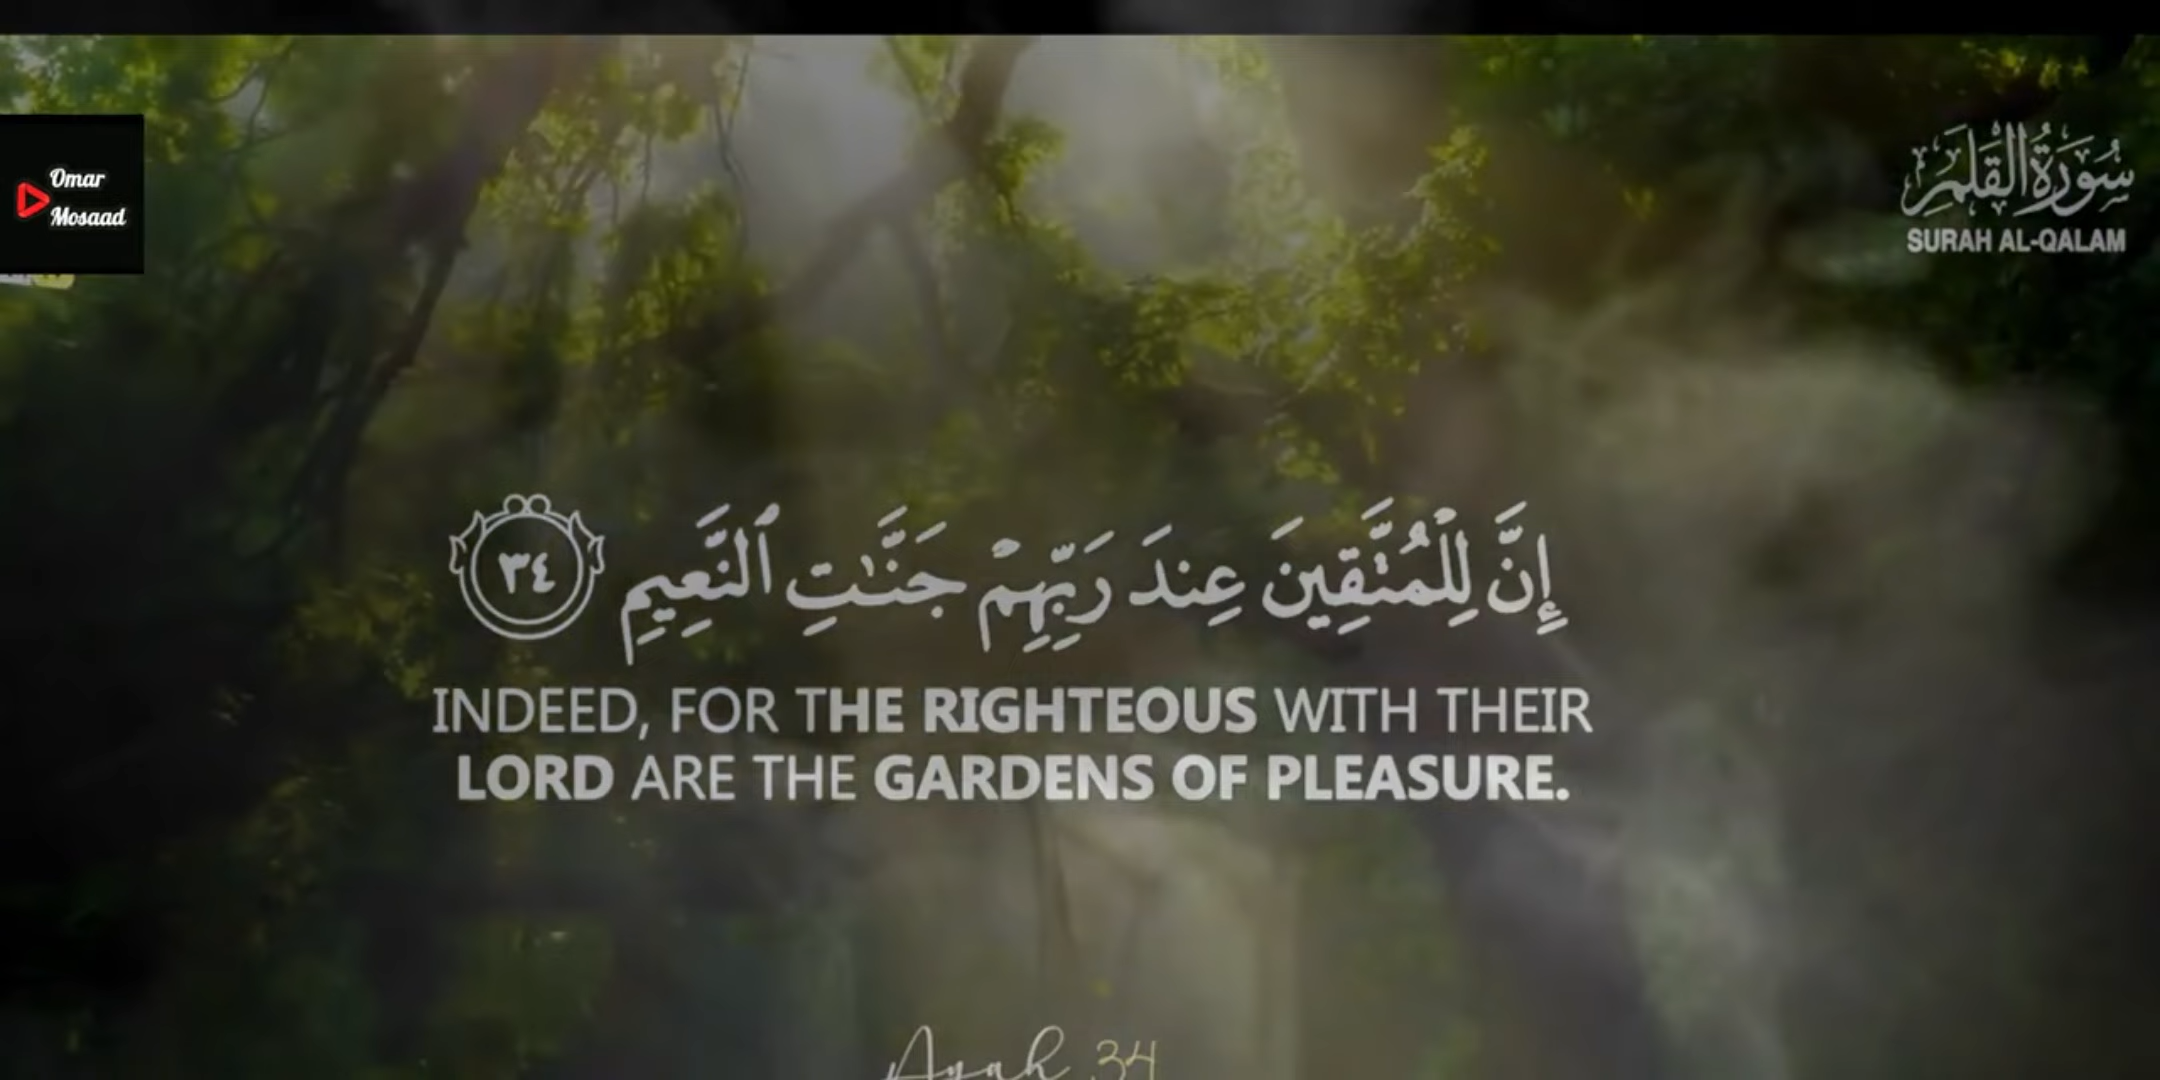 Omar
Mosaad
سُورَةُ القَلَمِ
SURAH AL-QALAM
إِنَّ لِلْمُتَّقِينَ عِندَ رَبِّهِمْ جَنَّـٰتِ ٱلنَّعِيمِ ٣٤
INDEED, FOR THE RIGHTEOUS WITH THEIR
LORD ARE THE GARDENS OF PLEASURE.
Ayah 34